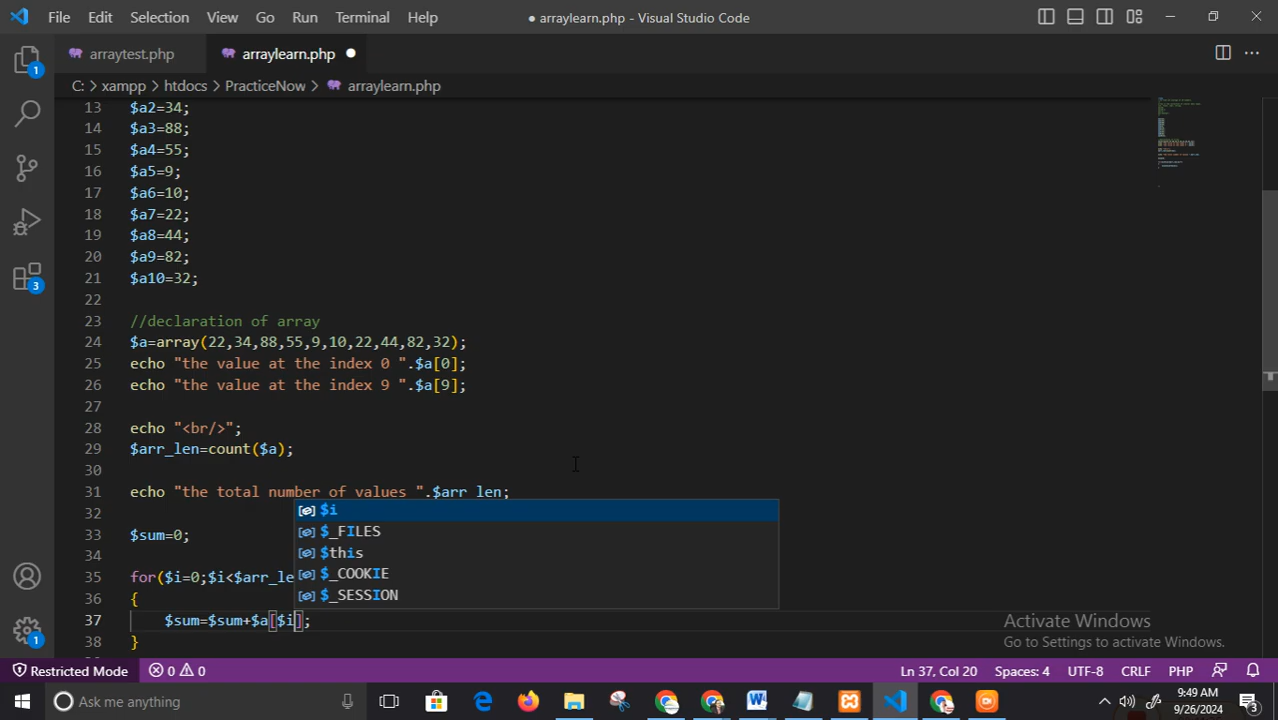 File Edit Selection View Go Run Terminal Help
● arraylearn.php - Visual Studio Code
arraytest.php
arraylearn.php ●
C: > xampp > htdocs > PracticeNow > arraylearn.php
13 $a2=34;
14 $a3=88;
15 $a4=55;
16 $a5=9;
17 $a6=10;
18 $a7=22;
19 $a8=44;
20 $a9=82;
21 $a10=32;
22
23 //declaration of array
24 $a=array(22,34,88,55,9,10,22,44,82,32);
25 echo "the value at the index 0 ".$a[0];
26 echo "the value at the index 9 ".$a[9];
27
28 echo "<br/>";
29 $arr_len=count($a);
30
31 echo "the total number of values ".$arr_len;
32
33 $sum=0;
34
35 for($i=0;$i<$arr_le
36 {
37 $sum=$sum+$a[$i];
38 }
$i
$_FILES
$this
$_COOKIE
$_SESSION
1
3
1
Activate Windows
Go to Settings to activate Windows.
Restricted Mode 0 0
Ln 37, Col 20 Spaces: 4 UTF-8 CRLF PHP
Ask me anything
9:49 AM
9/26/2024
3